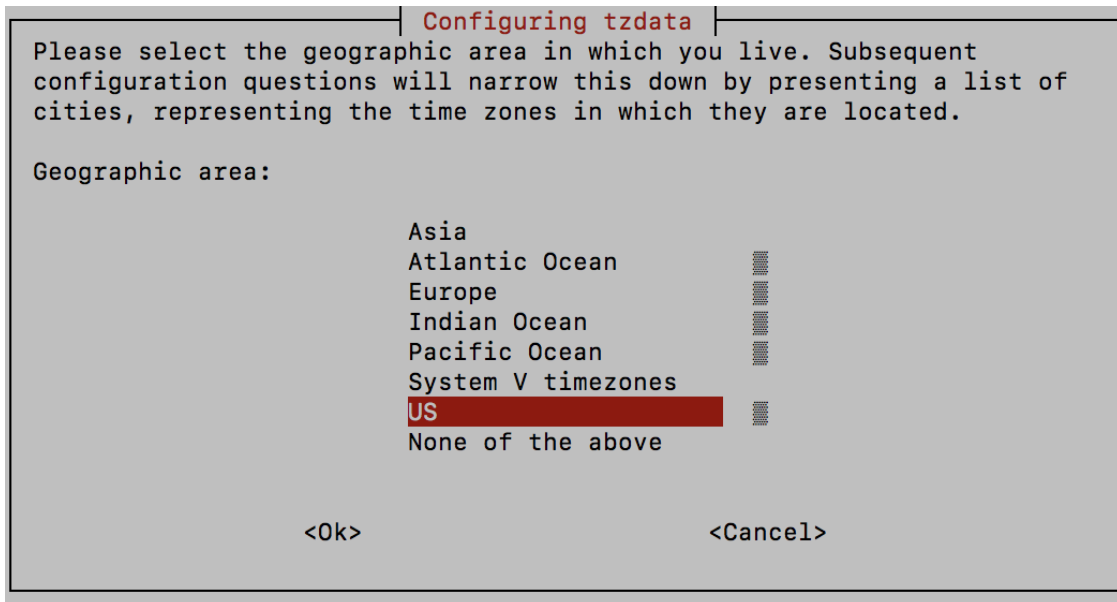 Configuring tzdata
Please select the geographic area in which you live. Subsequent
configuration questions will narrow this down by presenting a list of
cities, representing the time zones in which they are located.
Geographic area:
Asia
Atlantic Ocean
Europe
Indian Ocean
Pacific Ocean
System V timezones
US
None of the above
<Ok> <Cancel>